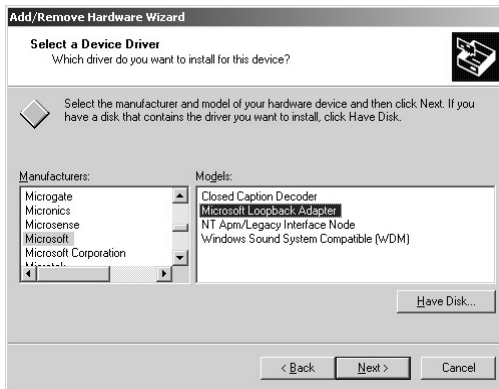 Add/Remove Hardware Wizard
Select a Device Driver
Which driver do you want to install for this device?
Select the manufacturer and model of your hardware device and then click Next. If you
have a disk that contains the driver you want to install, click Have Disk.
Manufacturers:
Microgate
Micronics
Microsense
Microsoft
Microsoft Corporation
Models:
Closed Caption Decoder
Microsoft Loopback Adapter
NT Apm/Legacy Interface Node
Windows Sound System Compatible (WDM)
Have Disk...
< Back
Next >
Cancel